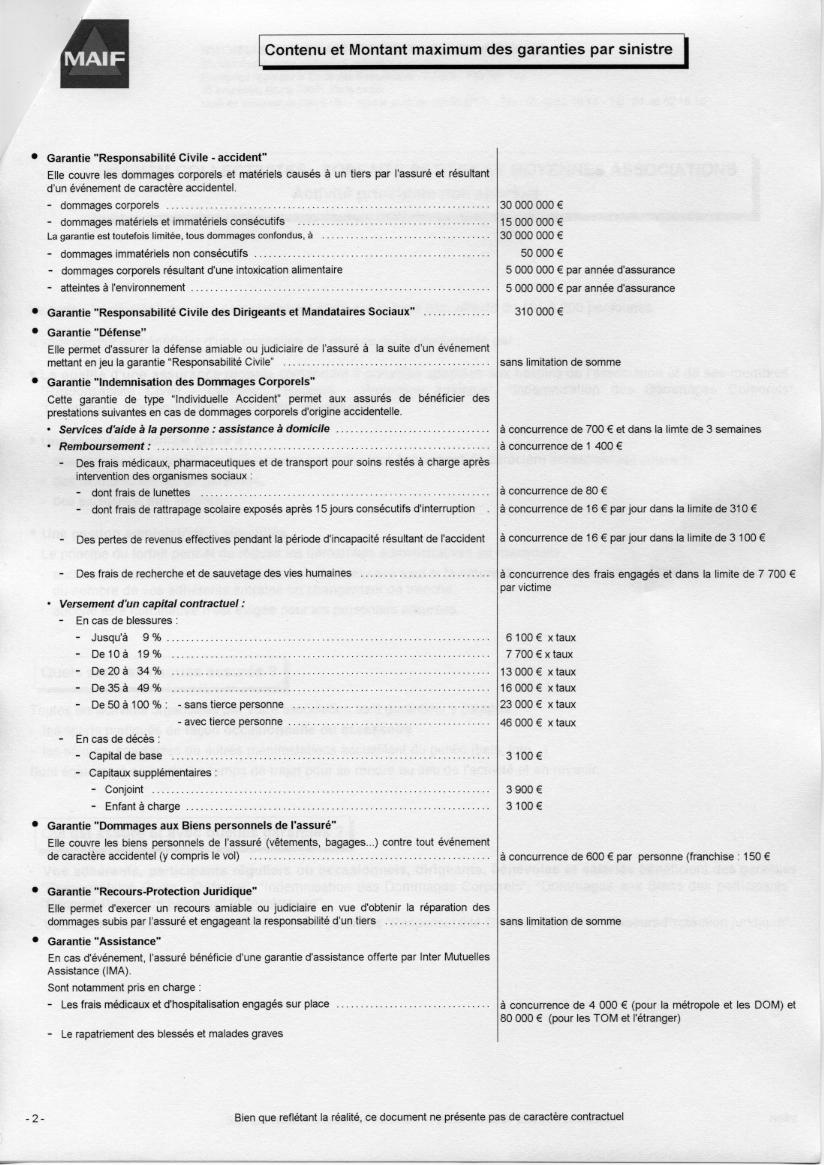 MAIF
Contenu et Montant maximum des garanties par sinistre
• Garantie "Responsabilité Civile - accident"
Elle couvre les dommages corporels et matériels causés à un tiers par l'assuré et résultant
d'un événement de caractère accidentel.
- dommages corporels ........ 30 000 000 €
- dommages matériels et immatériels consécutifs ........ 15 000 000 €
La garantie est toutefois limitée, tous dommages confondus, à ........ 30 000 000 €
- dommages immatériels non consécutifs ........ 50 000 €
- dommages corporels résultant d'une intoxication alimentaire 5 000 000 € par année d'assurance
- atteintes à l'environnement ........ 5 000 000 € par année d'assurance
• Garantie "Responsabilité Civile des Dirigeants et Mandataires Sociaux" ........ 310 000 €
• Garantie "Défense"
Elle permet d'assurer la défense amiable ou judiciaire de l'assuré à la suite d'un événement
mettant en jeu la garantie "Responsabilité Civile" ........ sans limitation de somme
• Garantie "Indemnisation des Dommages Corporels"
Cette garantie de type "Individuelle Accident" permet aux assurés de bénéficier des
prestations suivantes en cas de dommages corporels d'origine accidentelle.
• Services d'aide à la personne : assistance à domicile ........ à concurrence de 700 € et dans la limte de 3 semaines
• Remboursement : ........ à concurrence de 1 400 €
- Des frais médicaux, pharmaceutiques et de transport pour soins restés à charge après
intervention des organismes sociaux :
- dont frais de lunettes ........ à concurrence de 80 €
- dont frais de rattrapage scolaire exposés après 15 jours consécutifs d'interruption . à concurrence de 16 € par jour dans la limite de 310 €
- Des pertes de revenus effectives pendant la période d'incapacité résultant de l'accident à concurrence de 16 € par jour dans la limite de 3 100 €
- Des frais de recherche et de sauvetage des vies humaines ........ à concurrence des frais engagés et dans la limite de 7 700 €
par victime
• Versement d'un capital contractuel :
- En cas de blessures :
- Jusqu'à 9 % ........ 6 100 € x taux
- De 10 à 19 % ........ 7 700 € x taux
- De 20 à 34 % ........ 13 000 € x taux
- De 35 à 49 % ........ 16 000 € x taux
- De 50 à 100 % : - sans tierce personne ........ 23 000 € x taux
- avec tierce personne ........ 46 000 € x taux
- En cas de décès :
- Capital de base ........ 3 100 €
- Capitaux supplémentaires :
- Conjoint ........ 3 900 €
- Enfant à charge ........ 3 100 €
• Garantie "Dommages aux Biens personnels de l'assuré"
Elle couvre les biens personnels de l'assuré (vêtements, bagages...) contre tout événement
de caractère accidentel (y compris le vol) ........ à concurrence de 600 € par personne (franchise : 150 €
• Garantie "Recours-Protection Juridique"
Elle permet d'exercer un recours amiable ou judiciaire en vue d'obtenir la réparation des
dommages subis par l'assuré et engageant la responsabilité d'un tiers ........ sans limitation de somme
• Garantie "Assistance"
En cas d'événement, l'assuré bénéficie d'une garantie d'assistance offerte par Inter Mutuelles
Assistance (IMA).
Sont notamment pris en charge :
- Les frais médicaux et d'hospitalisation engagés sur place ........ à concurrence de 4 000 € (pour la métropole et les DOM) et
80 000 € (pour les TOM et l'étranger)
- Le rapatriement des blessés et malades graves
- 2 -
Bien que reflétant la réalité, ce document ne présente pas de caractère contractuel